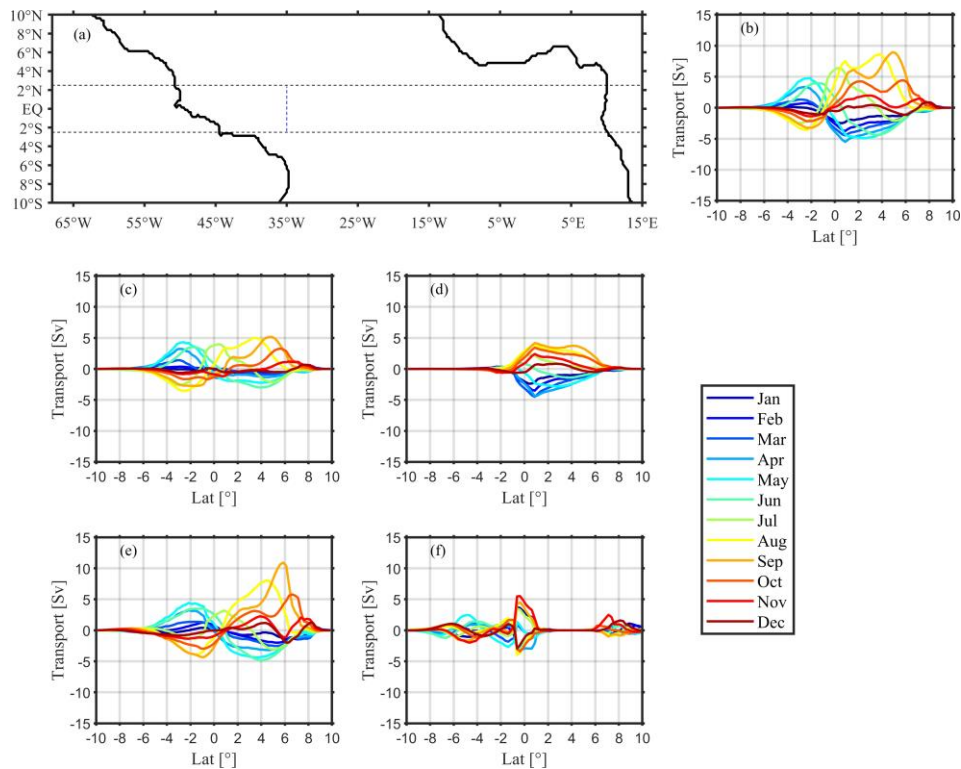 (a)
10°N
8°N
6°N
4°N
2°N
EQ
2°S
4°S
6°S
8°S
10°S
65°W 55°W 45°W 35°W 25°W 15°W 5°W 5°E 15°E
(b)
Transport [Sv]
15
10
5
0
-5
-10
-15
-10 -8 -6 -4 -2 0 2 4 6 8 10
Lat [°]
(c)
Transport [Sv]
15
10
5
0
-5
-10
-15
-10 -8 -6 -4 -2 0 2 4 6 8 10
Lat [°]
(d)
Transport [Sv]
15
10
5
0
-5
-10
-15
-10 -8 -6 -4 -2 0 2 4 6 8 10
Lat [°]
(e)
Transport [Sv]
15
10
5
0
-5
-10
-15
-10 -8 -6 -4 -2 0 2 4 6 8 10
Lat [°]
(f)
Transport [Sv]
15
10
5
0
-5
-10
-15
-10 -8 -6 -4 -2 0 2 4 6 8 10
Lat [°]
Jan
Feb
Mar
Apr
May
Jun
Jul
Aug
Sep
Oct
Nov
Dec